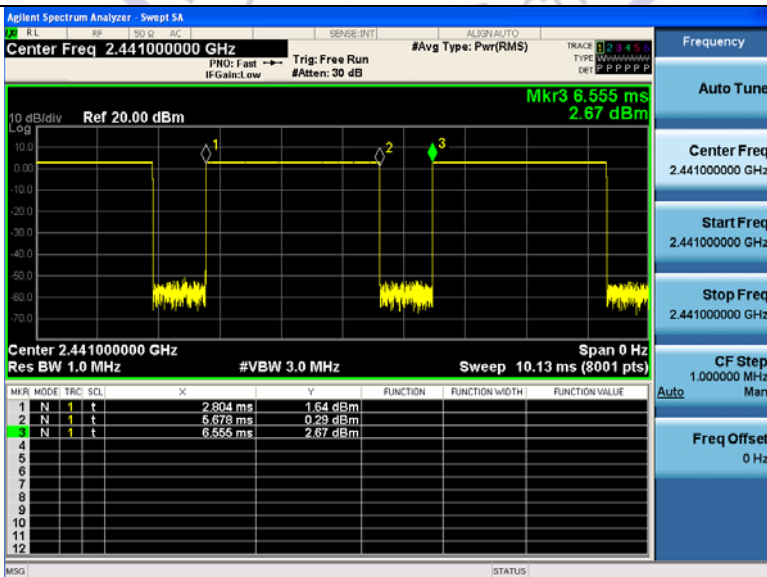 Agilent Spectrum Analyzer - Swept SA
LXI RL RF 50 Ω AC SENSE:INT ALIGN AUTO
Center Freq 2.441000000 GHz
PNO: Fast
IFGain:Low
Trig: Free Run
#Atten: 30 dB
#Avg Type: Pwr(RMS)
TRACE 1 2 3 4 5 6
TYPE WWWWWW
DET P P P P P P
Mkr3 6.555 ms
2.67 dBm
10 dB/div Ref 20.00 dBm
Log
1 2 3
10.0
0.00
-10.0
-20.0
-30.0
-40.0
-50.0
-60.0
-70.0
Center 2.441000000 GHz Span 0 Hz
Res BW 1.0 MHz #VBW 3.0 MHz Sweep 10.13 ms (8001 pts)
MKR MODE TRC SCL X Y FUNCTION FUNCTION WIDTH FUNCTION VALUE
1 N 1 t 2.804 ms 1.64 dBm
2 N 1 t 5.678 ms 0.29 dBm
3 N 1 t 6.555 ms 2.67 dBm
4
5
6
7
8
9
10
11
12
MSG STATUS
Frequency
Auto Tune
Center Freq
2.441000000 GHz
Start Freq
2.441000000 GHz
Stop Freq
2.441000000 GHz
CF Step
1.000000 MHz
Auto Man
Freq Offset
0 Hz